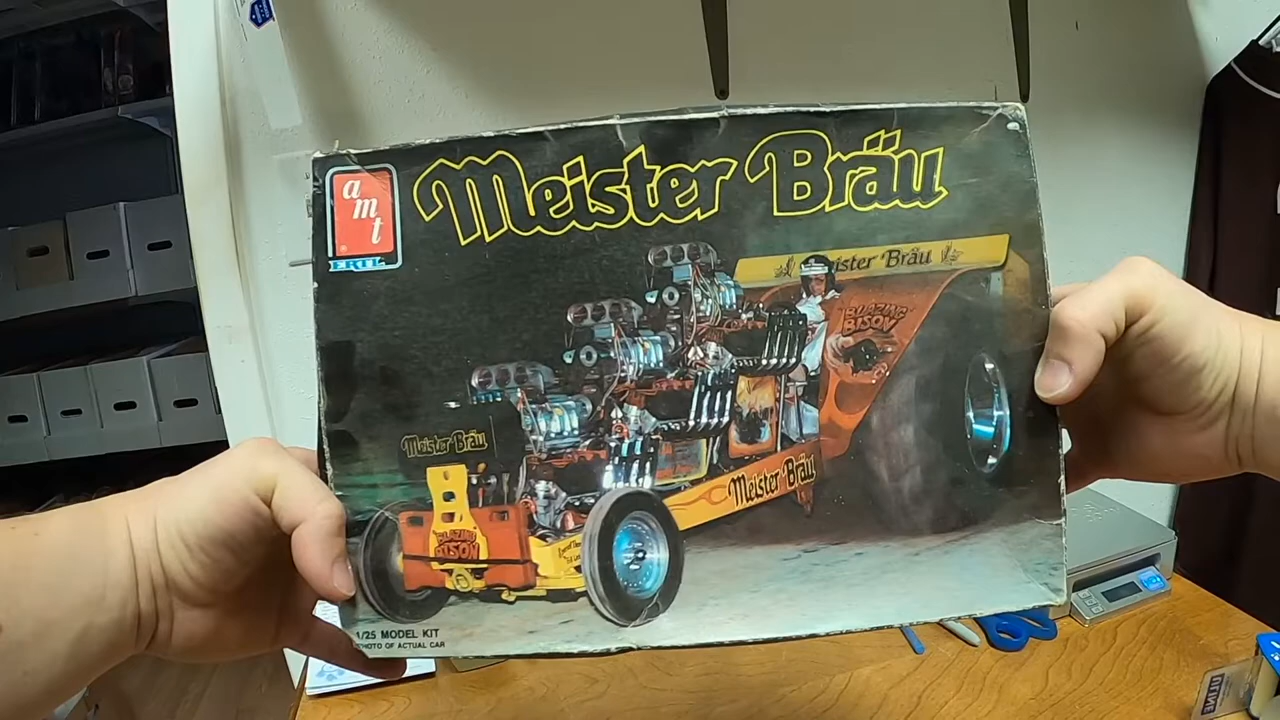 Meister Bräu
amt
®
ERTL
Meister Bräu
BLAZING
BISON
Meister Bräu
Meister Bräu
BLAZING
BISON
1/25 MODEL KIT
PHOTO OF ACTUAL CAR